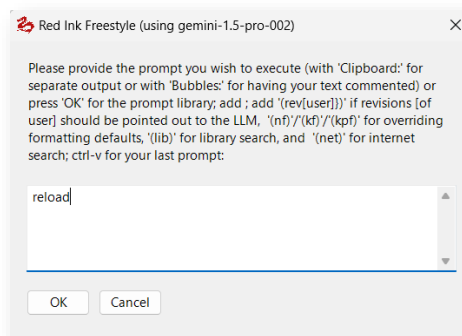 Red Ink Freestyle (using gemini-1.5-pro-002)
Please provide the prompt you wish to execute (with 'Clipboard:' for
separate output or with 'Bubbles:' for having your text commented) or
press 'OK' for the prompt library; add ; add '(rev[user]})' if revisions [of
user] should be pointed out to the LLM,  '(nf)'/'(kf)'/'(kpf)' for overriding
formatting defaults, '(lib)' for library search, and  '(net)' for internet
search; ctrl-v for your last prompt:
reload
OK Cancel